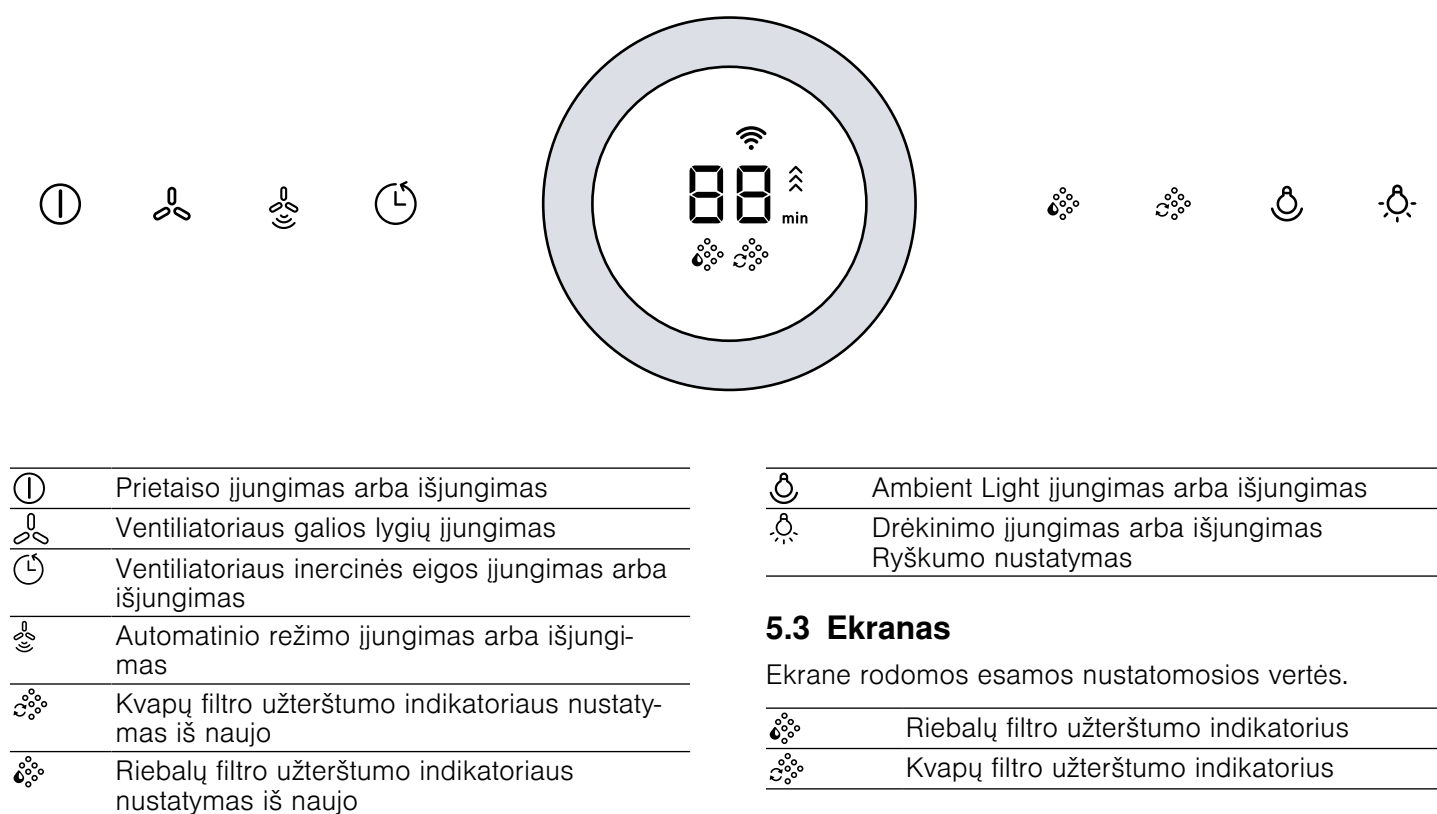 88
min
Prietaiso įjungimas arba išjungimas
Ventiliatoriaus galios lygių įjungimas
Ventiliatoriaus inercinės eigos įjungimas arba
išjungimas
Automatinio režimo įjungimas arba išjungi-
mas
Kvapų filtro užterštumo indikatoriaus nustaty-
mas iš naujo
Riebalų filtro užterštumo indikatoriaus
nustatymas iš naujo
Ambient Light įjungimas arba išjungimas
Drėkinimo įjungimas arba išjungimas
Ryškumo nustatymas
5.3 Ekranas
Ekrane rodomos esamos nustatomosios vertės.
Riebalų filtro užterštumo indikatorius
Kvapų filtro užterštumo indikatorius